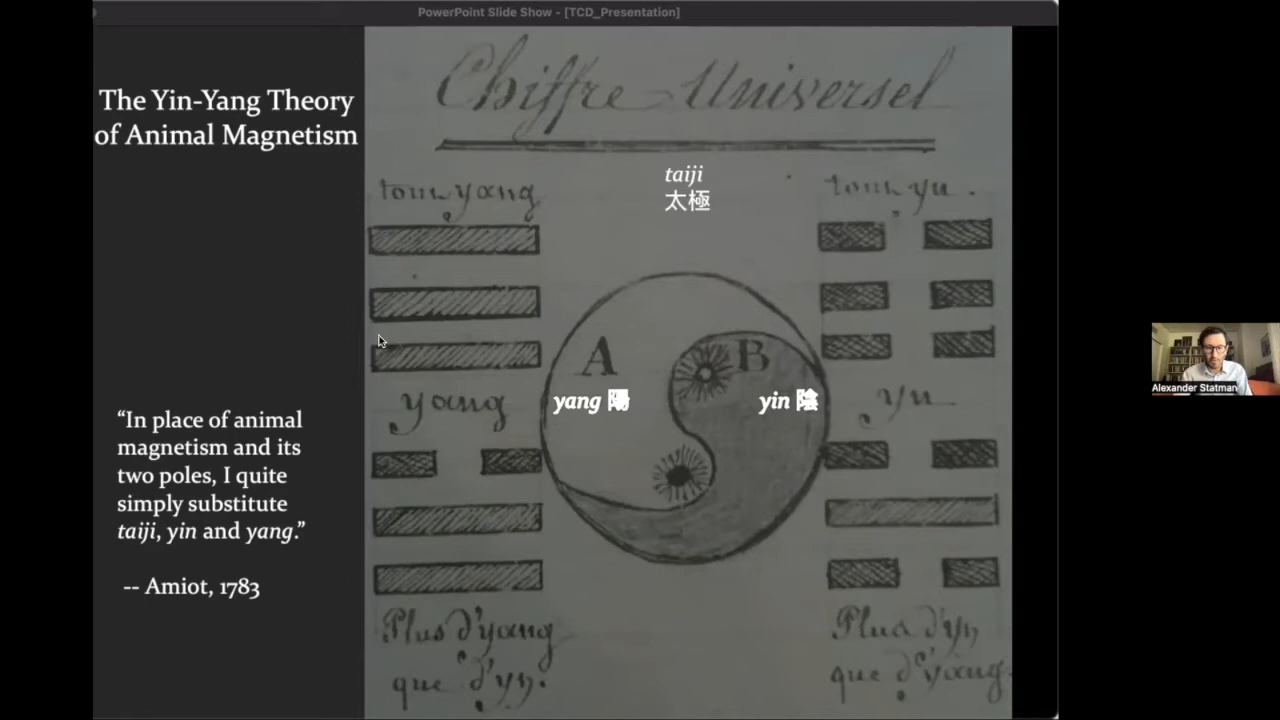 PowerPoint Slide Show - [TCD_Presentation]
The Yin-Yang Theory
of Animal Magnetism
“In place of animal
magnetism and its
two poles, I quite
simply substitute
taiji, yin and yang.”
-- Amiot, 1783
Chiffre Universel
taiji
太極
tout yang
tout yn.
A
B
yang 陽
yin 陰
yang
yn
Plus d'yang
que d'yn.
Plus d'yn
que d'yang.
Alexander Statman